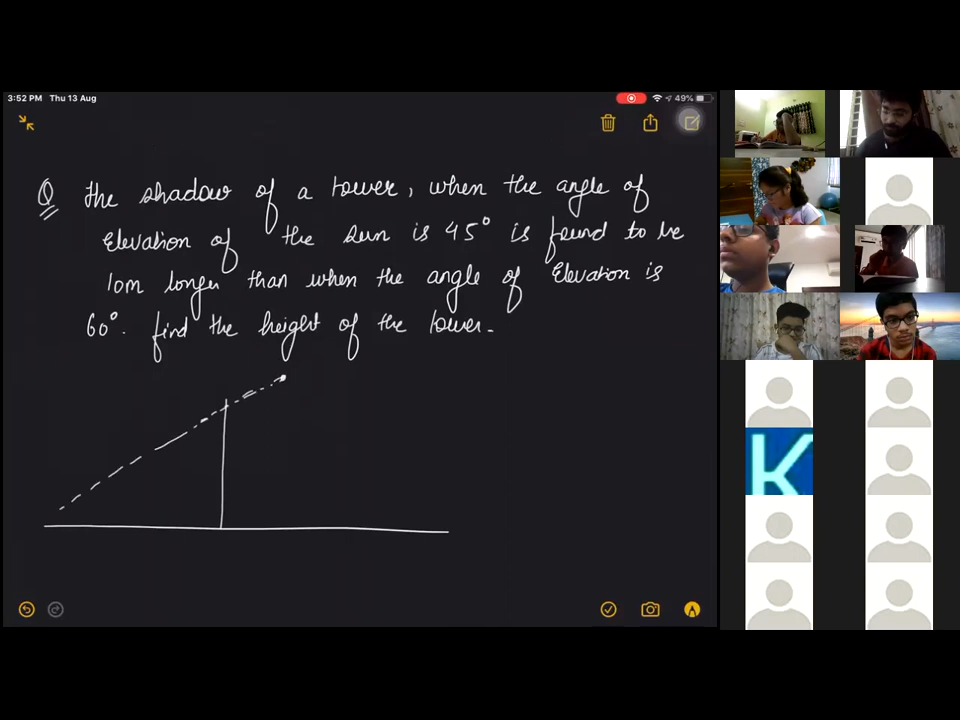 3:52 PM Thu 13 Aug
49%
Q the shadow of a tower, when the angle of
Elevation of the sun is 45° is found to be
10m longer than when the angle of Elevation is
60°. find the height of the tower.
K